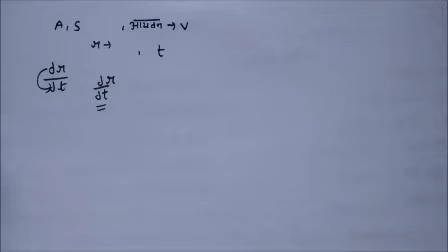 A, S , आयतन → V
r → , t
dr/dt dr/dt